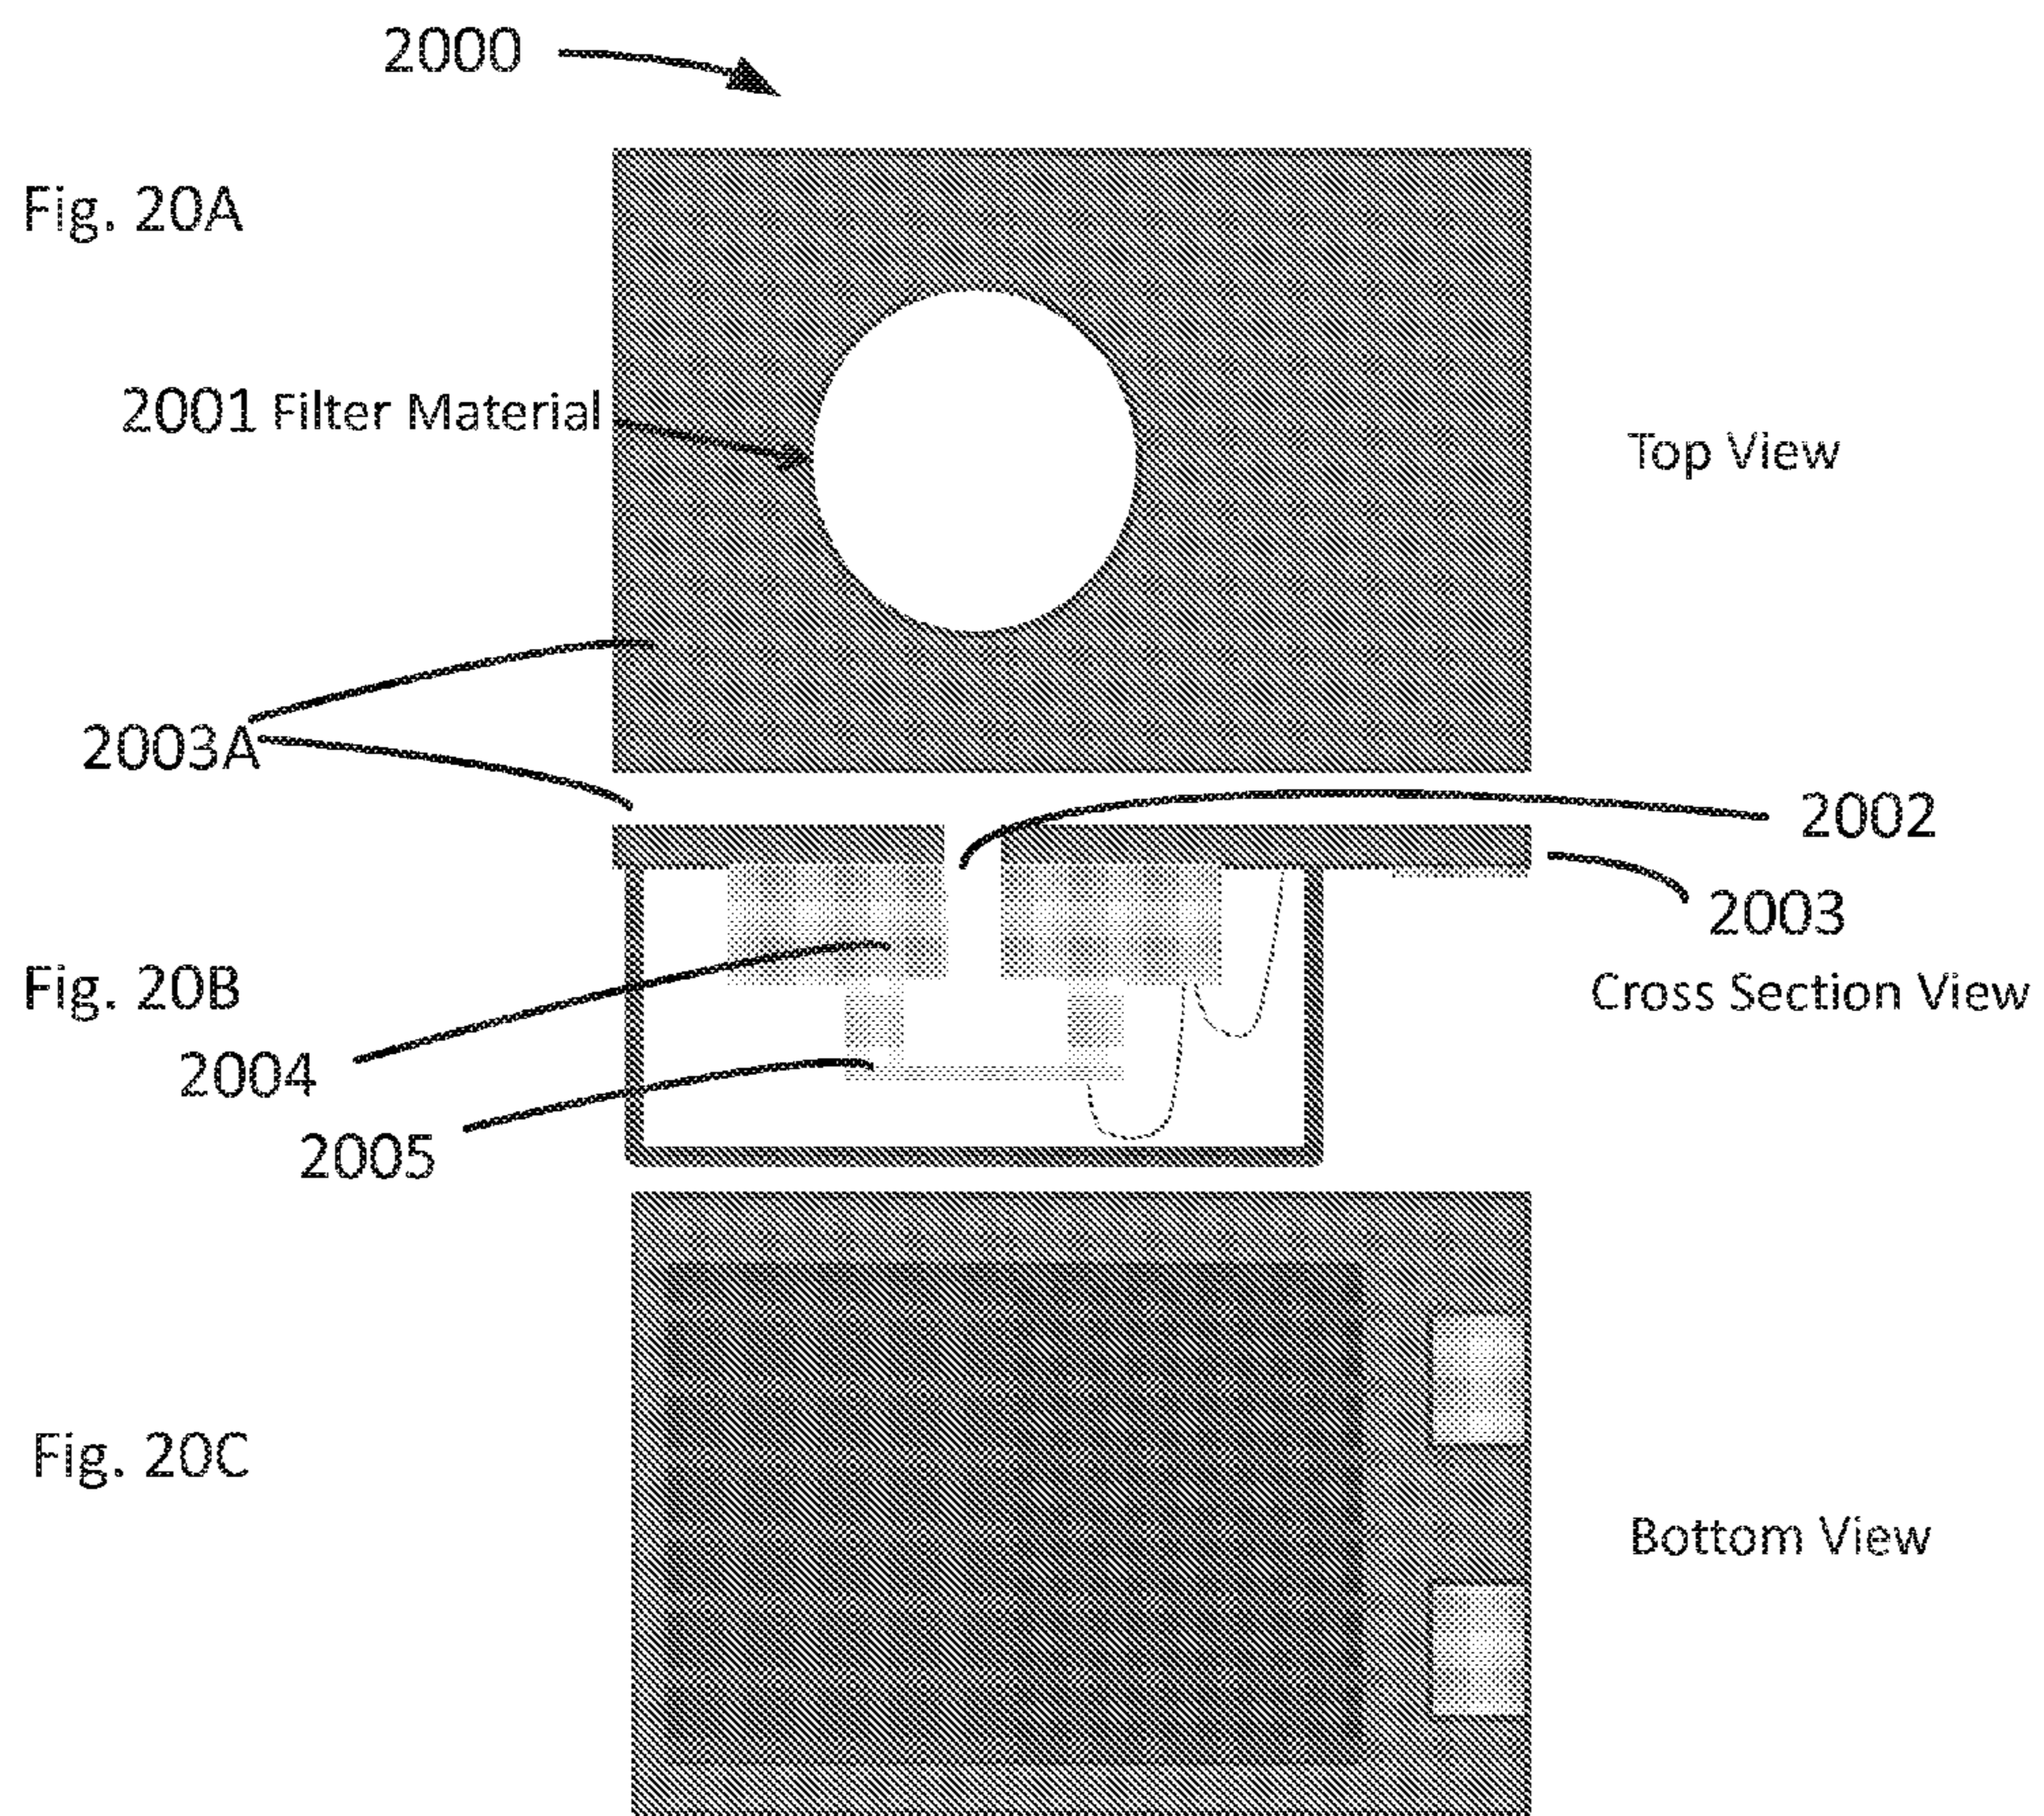 2000
Fig. 20A
2001 Filter Material
Top View
2003A
2002
2003
Fig. 20B
Cross Section View
2004
2005
Fig. 20C
Bottom View